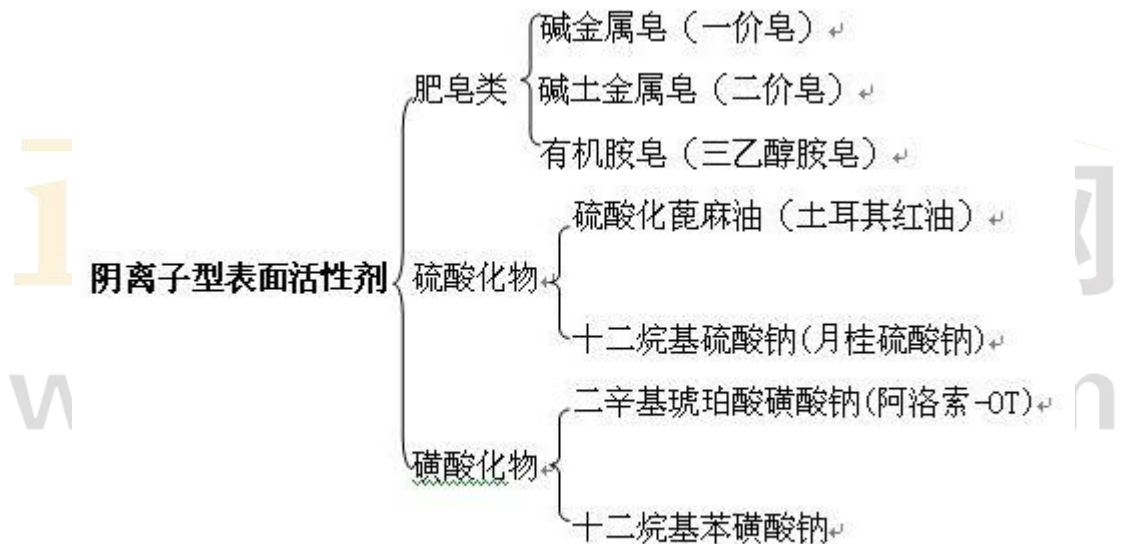 碱金属皂（一价皂）
肥皂类
碱土金属皂（二价皂）
有机胺皂（三乙醇胺皂）
硫酸化蓖麻油（土耳其红油）
阴离子型表面活性剂
硫酸化物
十二烷基硫酸钠(月桂硫酸钠)
二辛基琥珀酸磺酸钠(阿洛索-OT)
磺酸化物
十二烷基苯磺酸钠